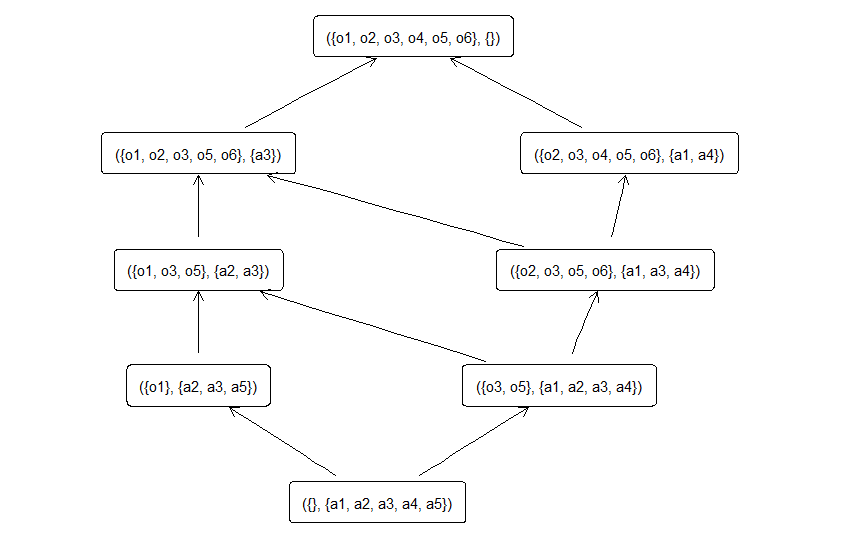 ({o1, o2, o3, o4, o5, o6}, {})
({o1, o2, o3, o5, o6}, {a3})
({o2, o3, o4, o5, o6}, {a1, a4})
({o1, o3, o5}, {a2, a3})
({o2, o3, o5, o6}, {a1, a3, a4})
({o1}, {a2, a3, a5})
({o3, o5}, {a1, a2, a3, a4})
({}, {a1, a2, a3, a4, a5})